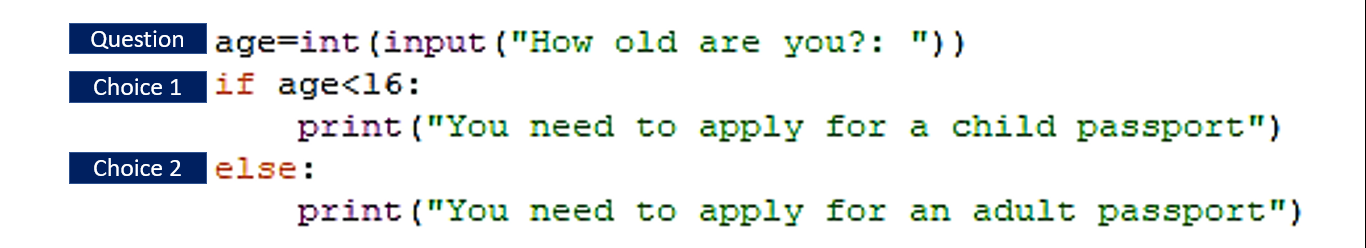 Question age=int(input("How old are you?: "))
Choice 1 if age<16:
print("You need to apply for a child passport")
Choice 2 else:
print("You need to apply for an adult passport")